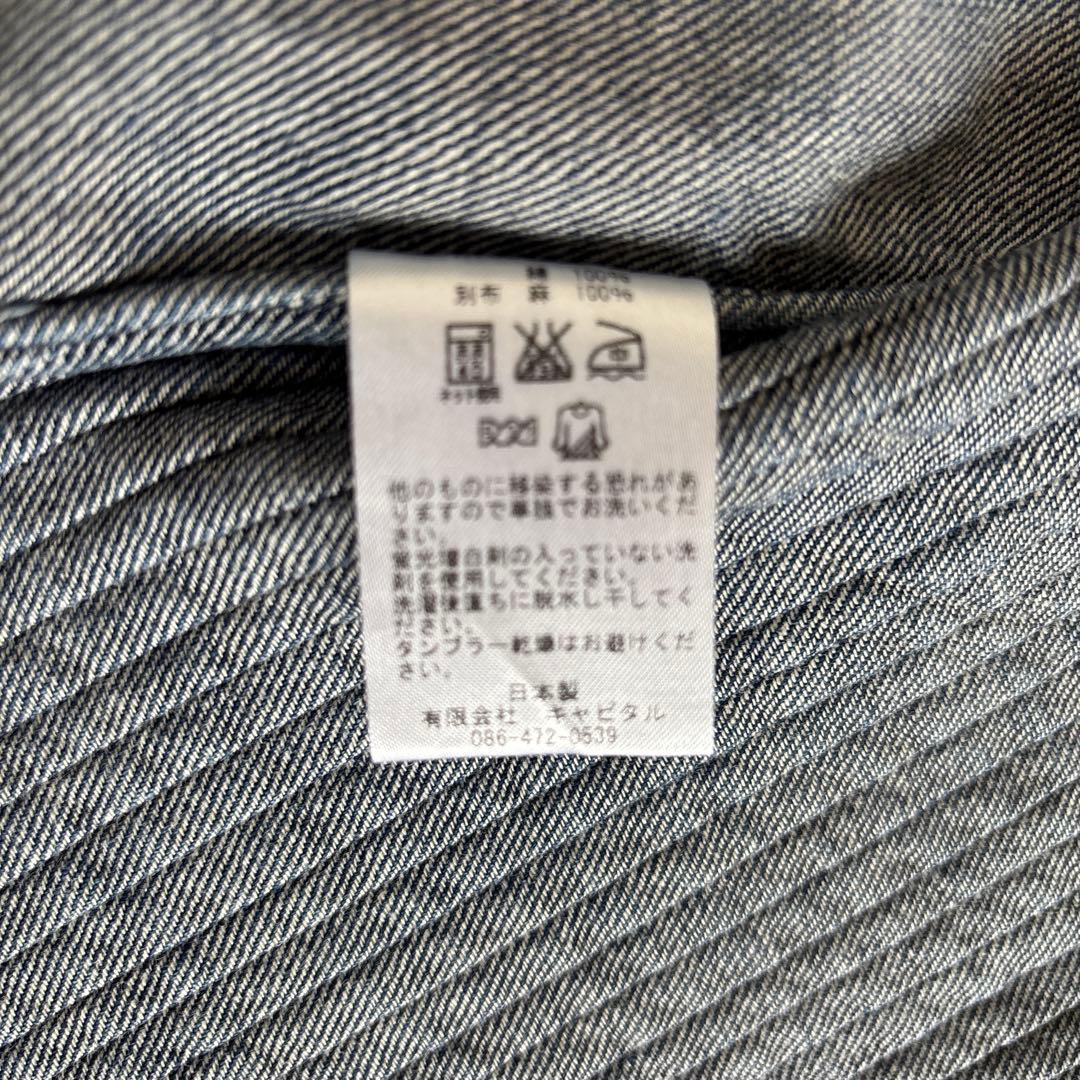 綿 100%
別布 麻 100%
ネット使用
他のものに移染する恐れがあ
りますので単独でお洗いくだ
さい。
蛍光増白剤の入っていない洗
剤を使用してください。
洗濯後直ちに脱水し干してく
ださい。
タンブラー乾燥はお避けくだ
さい。
日本製
有限会社 キャピタル
086-472-0539